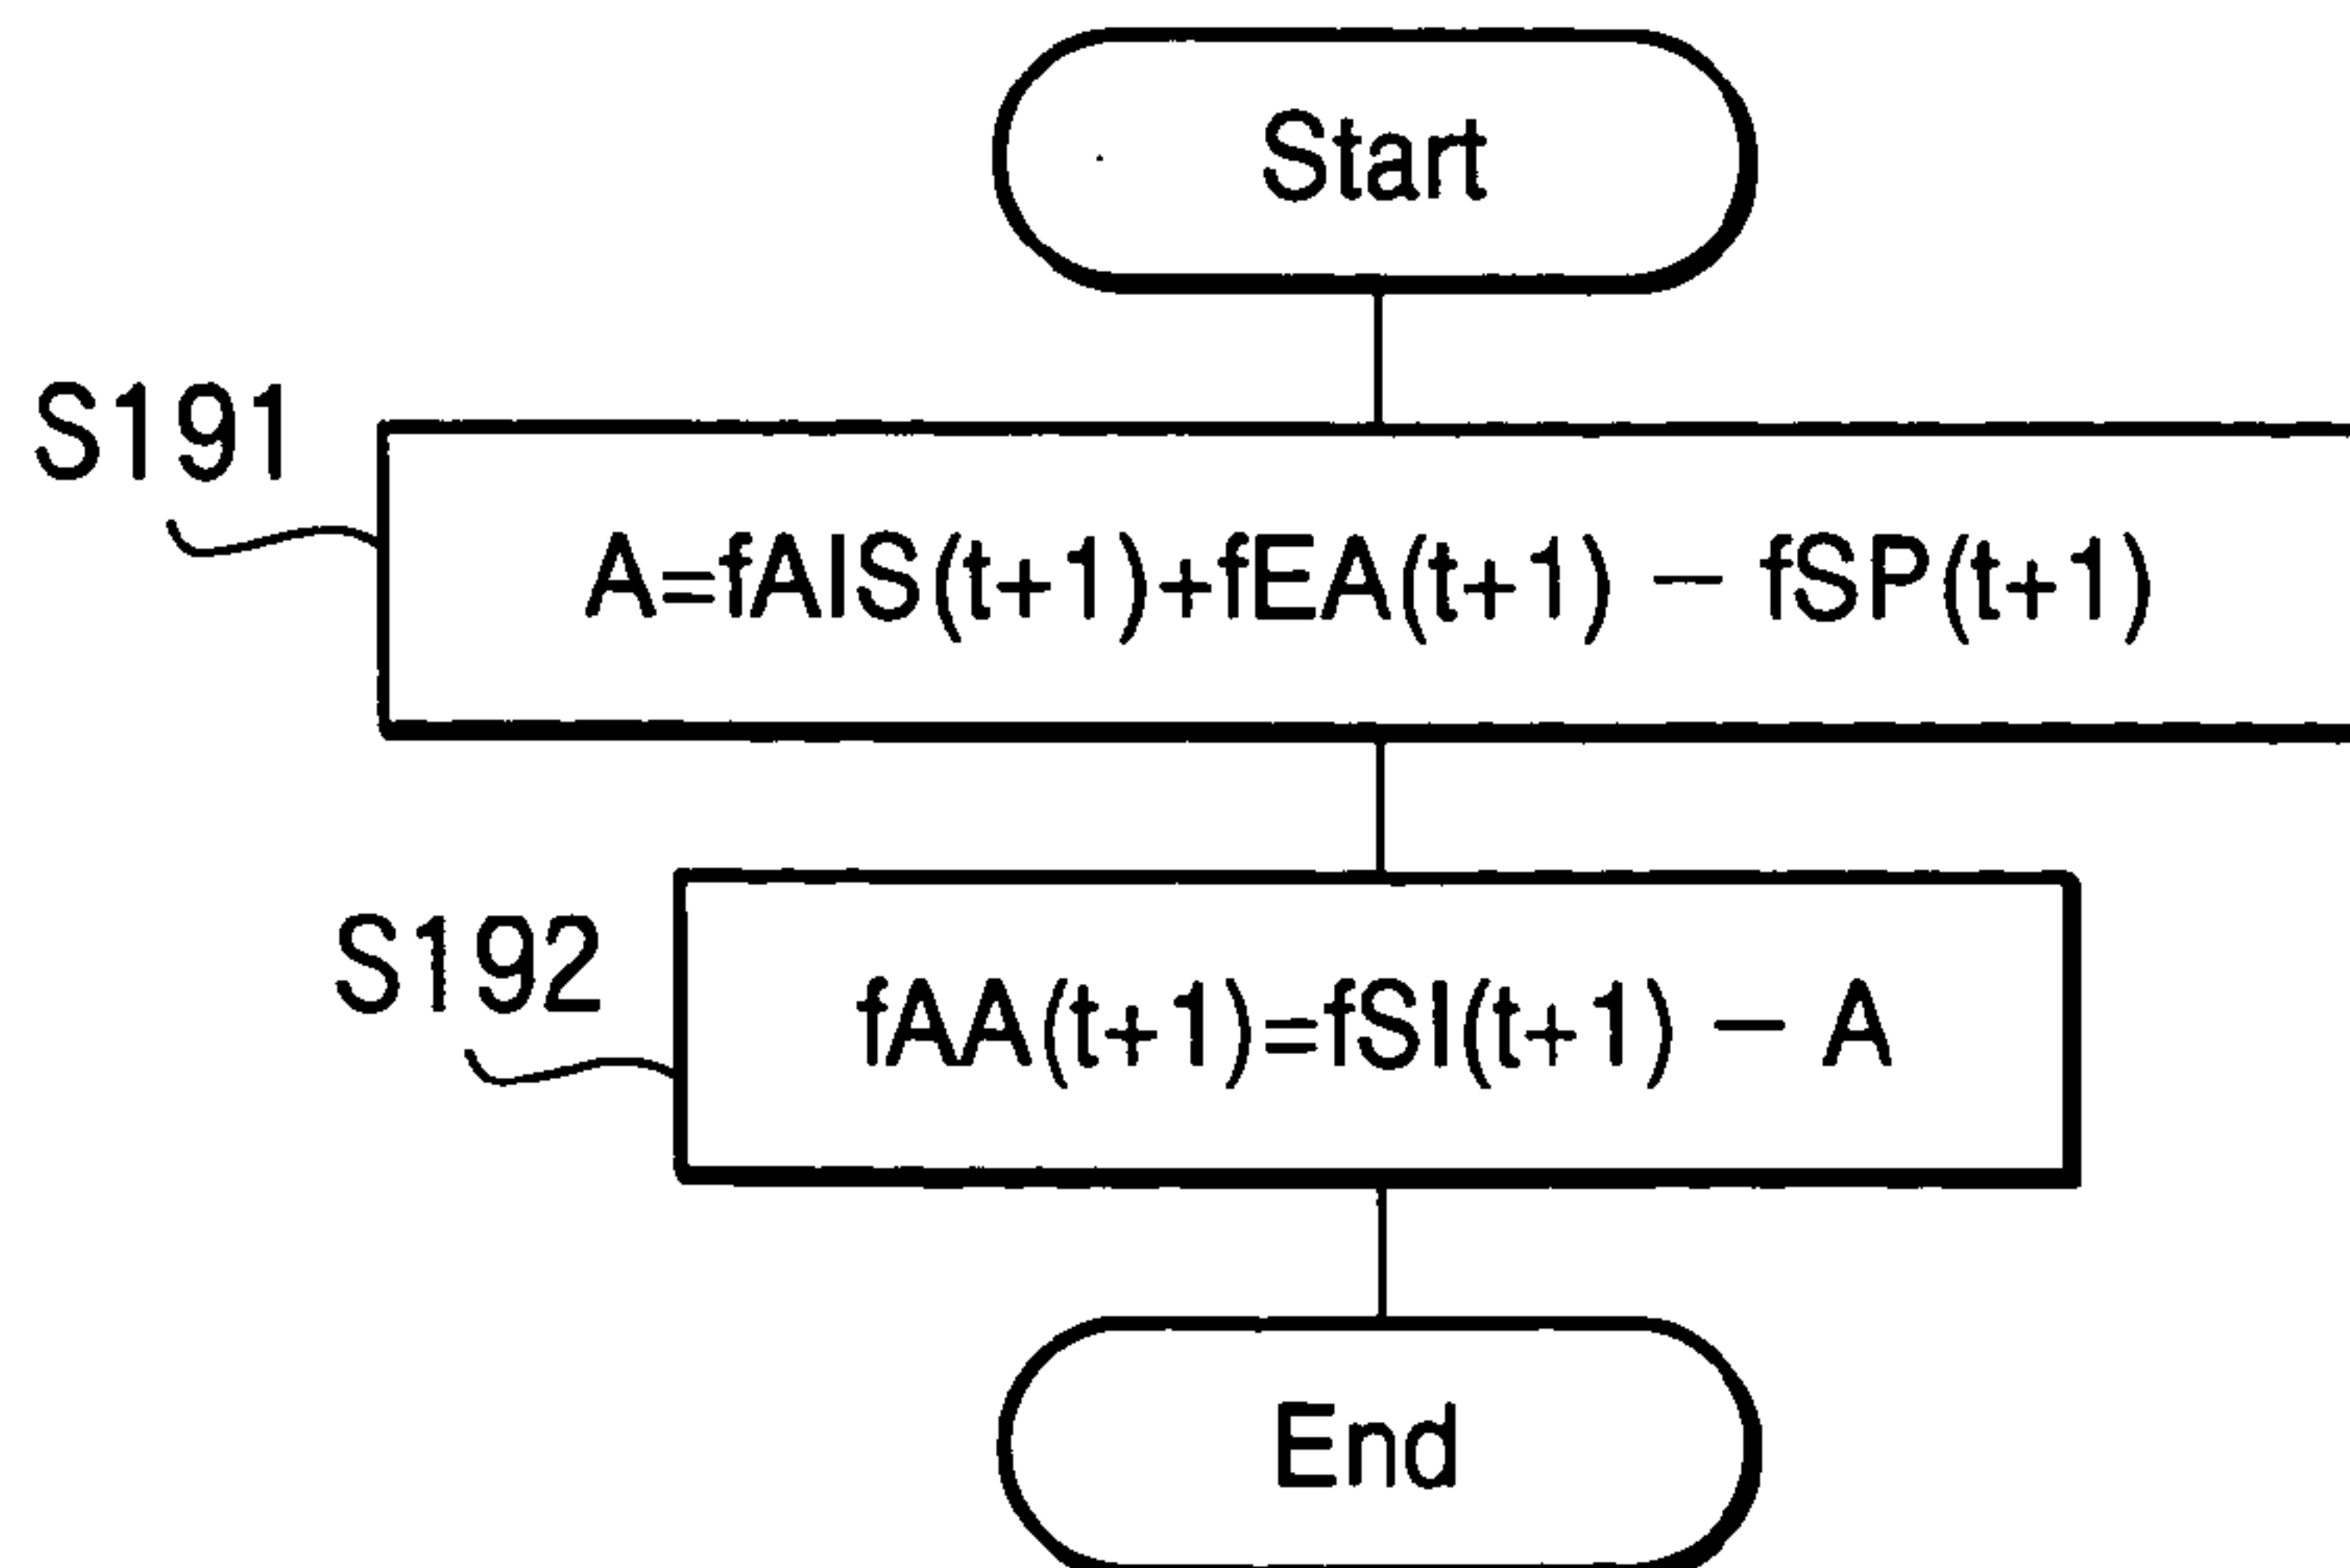 Start
S191
A=fAIS(t+1)+fEA(t+1) − fSP(t+1)
S192
fAA(t+1)=fSI(t+1) − A
End